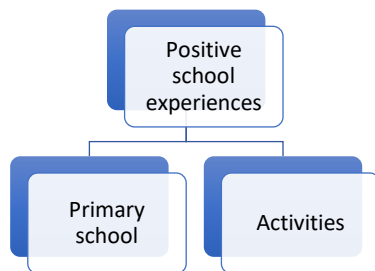 Positive
school
experiences
Primary
school
Activities